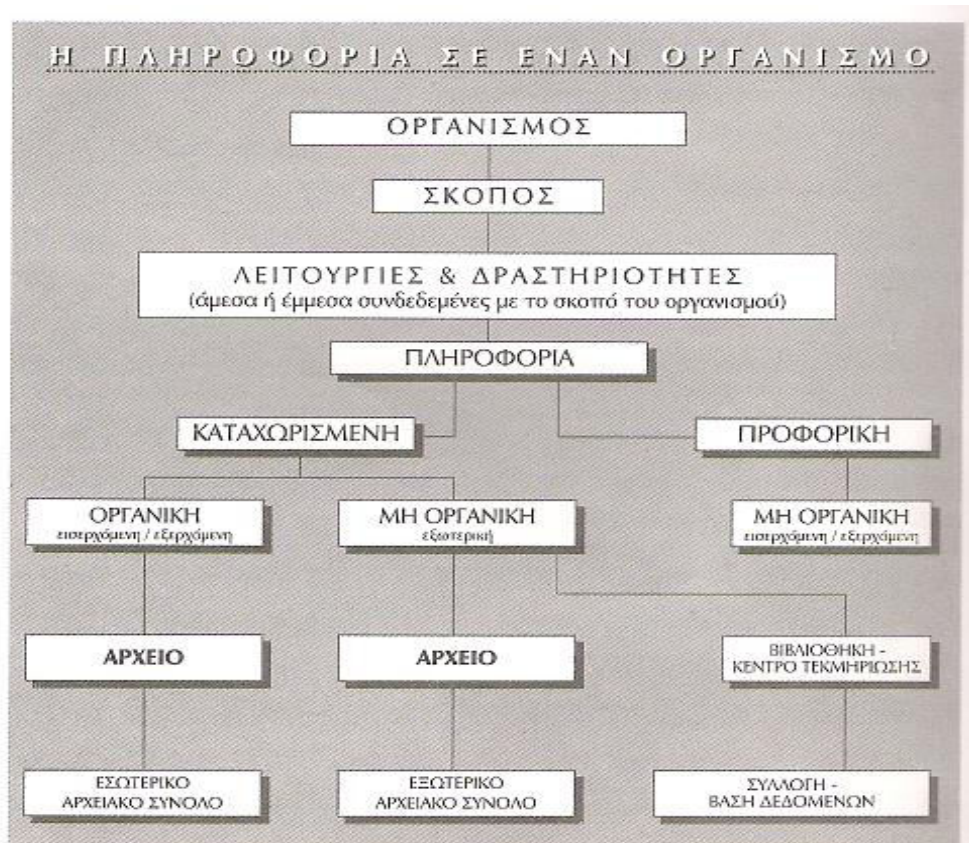 Η ΠΛΗΡΟΦΟΡΙΑ ΣΕ ΕΝΑΝ ΟΡΓΑΝΙΣΜΟ
ΟΡΓΑΝΙΣΜΟΣ
ΣΚΟΠΟΣ
ΛΕΙΤΟΥΡΓΙΕΣ & ΔΡΑΣΤΗΡΙΟΤΗΤΕΣ
(άμεσα ή έμμεσα συνδεδεμένες με το σκοπό του οργανισμού)
ΠΛΗΡΟΦΟΡΙΑ
ΚΑΤΑΧΩΡΙΣΜΕΝΗ
ΠΡΟΦΟΡΙΚΗ
ΟΡΓΑΝΙΚΗ
εισερχόμενη / εξερχόμενη
ΜΗ ΟΡΓΑΝΙΚΗ
εξωτερική
ΜΗ ΟΡΓΑΝΙΚΗ
εισερχόμενη / εξερχόμενη
ΑΡΧΕΙΟ
ΑΡΧΕΙΟ
ΒΙΒΛΙΟΘΗΚΗ -
ΚΕΝΤΡΟ ΤΕΚΜΗΡΙΩΣΗΣ
ΕΣΩΤΕΡΙΚΟ
ΑΡΧΕΙΑΚΟ ΣΥΝΟΛΟ
ΕΞΩΤΕΡΙΚΟ
ΑΡΧΕΙΑΚΟ ΣΥΝΟΛΟ
ΣΥΛΛΟΓΗ -
ΒΑΣΗ ΔΕΔΟΜΕΝΩΝ